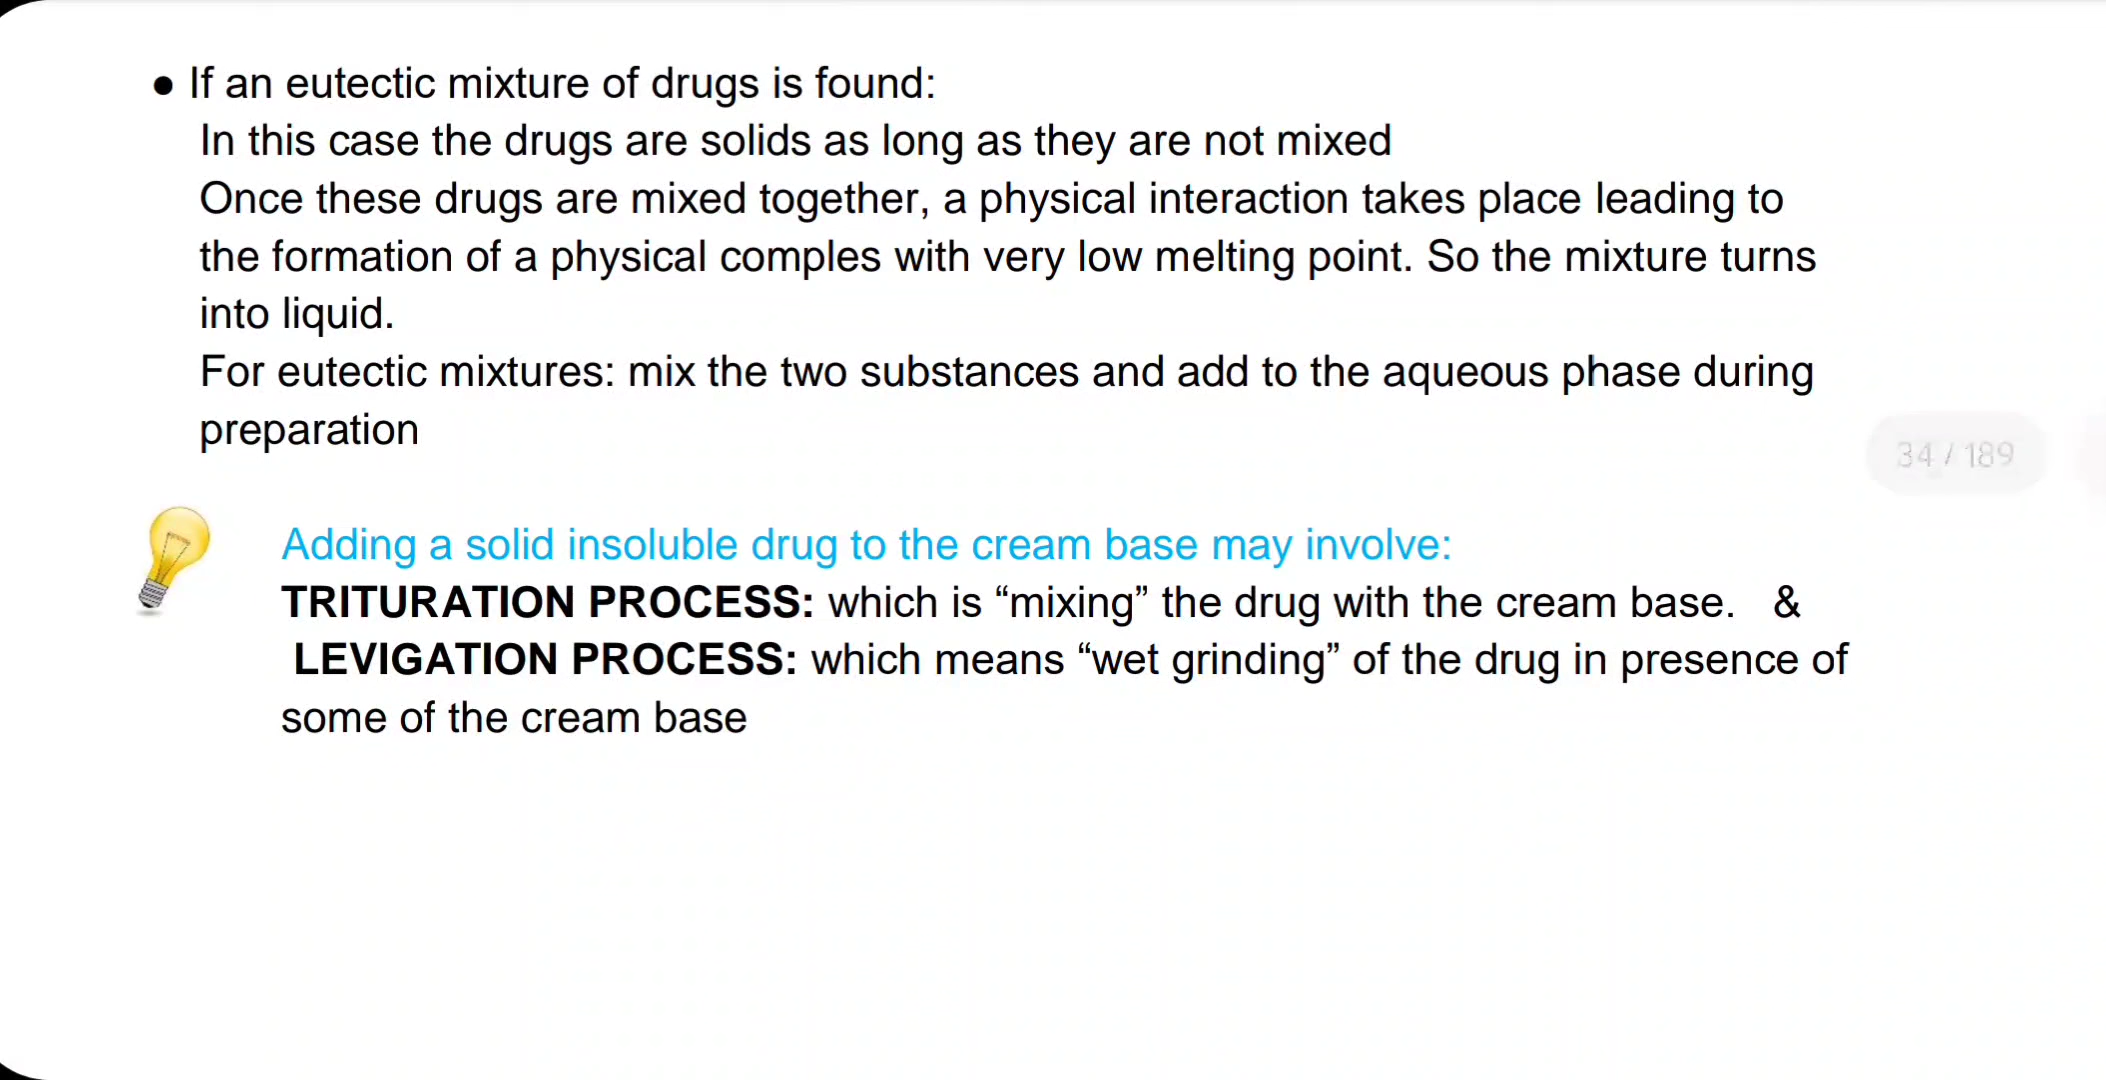 ● If an eutectic mixture of drugs is found:
In this case the drugs are solids as long as they are not mixed
Once these drugs are mixed together, a physical interaction takes place leading to
the formation of a physical comples with very low melting point. So the mixture turns
into liquid.
For eutectic mixtures: mix the two substances and add to the aqueous phase during
preparation
34 / 189
Adding a solid insoluble drug to the cream base may involve:
TRITURATION PROCESS: which is “mixing” the drug with the cream base. &
LEVIGATION PROCESS: which means “wet grinding” of the drug in presence of
some of the cream base